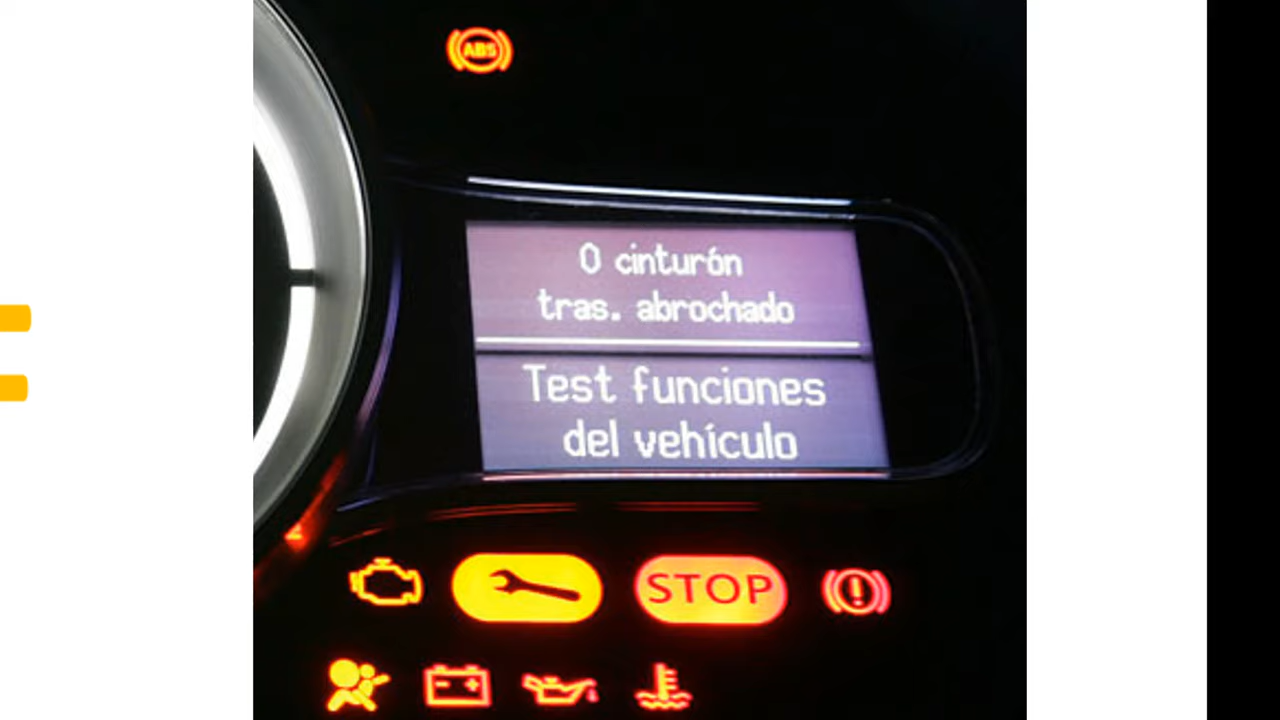 ABS
0 cinturón
tras. abrochado
Test funciones
del vehículo
STOP